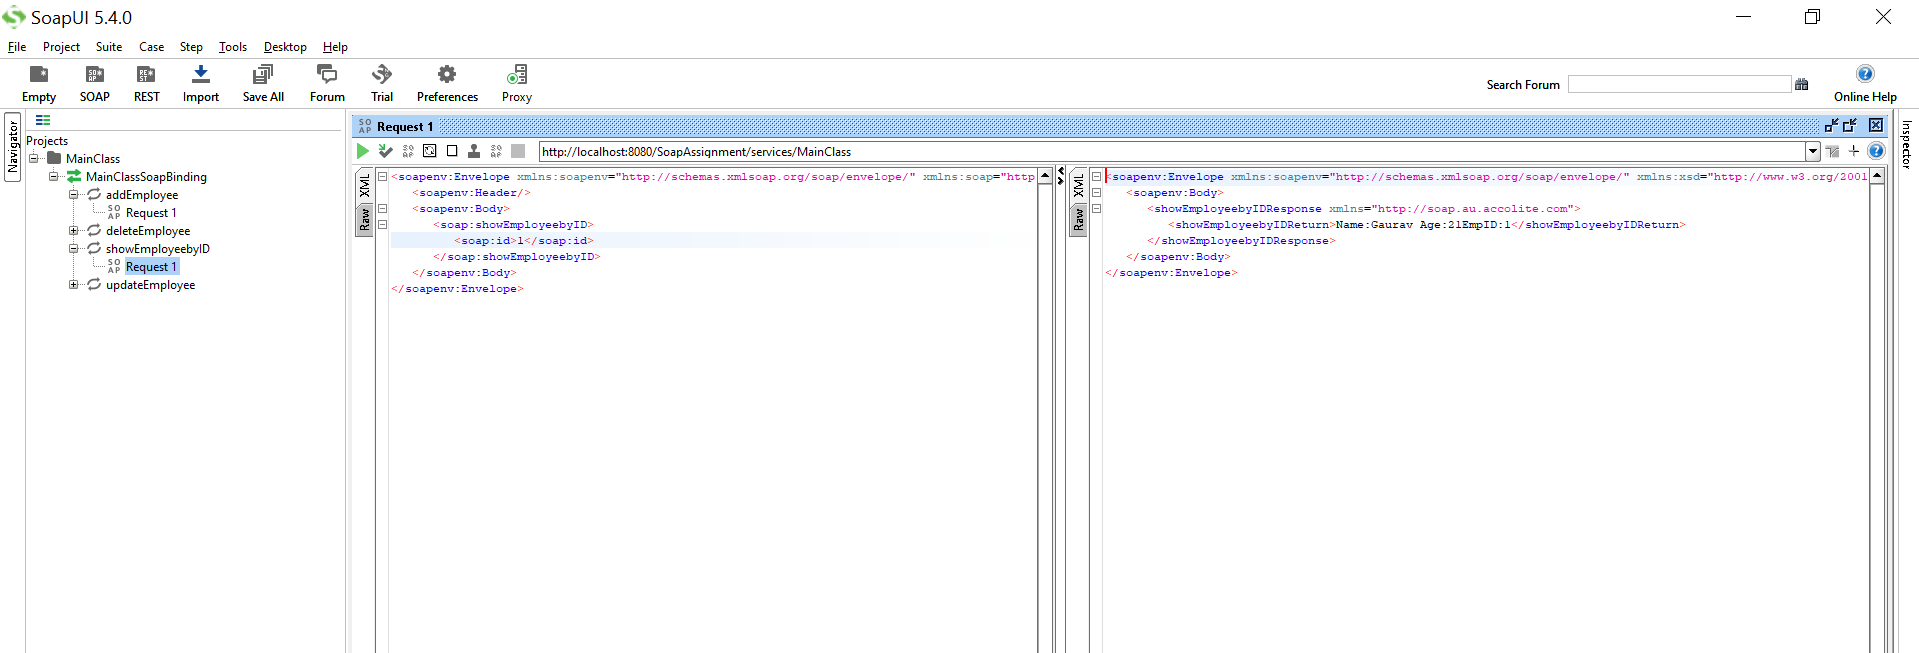 SoapUI 5.4.0
File Project Suite Case Step Tools Desktop Help
Empty SOAP REST Import Save All Forum Trial Preferences Proxy
Search Forum
Online Help
Navigator
Projects
MainClass
MainClassSoapBinding
addEmployee
SO AP Request 1
deleteEmployee
showEmployeebyID
SO AP Request 1
updateEmployee
SO AP Request 1
http://localhost:8080/SoapAssignment/services/MainClass
XML
Raw
<soapenv:Envelope xmlns:soapenv="http://schemas.xmlsoap.org/soap/envelope/" xmlns:soap="http
<soapenv:Header/>
<soapenv:Body>
<soap:showEmployeebyID>
<soap:id>1</soap:id>
</soap:showEmployeebyID>
</soapenv:Body>
</soapenv:Envelope>
XML
Raw
<soapenv:Envelope xmlns:soapenv="http://schemas.xmlsoap.org/soap/envelope/" xmlns:xsd="http://www.w3.org/2001
<soapenv:Body>
<showEmployeebyIDResponse xmlns="http://soap.au.accolite.com">
<showEmployeebyIDReturn>Name:Gaurav Age:21EmpID:1</showEmployeebyIDReturn>
</showEmployeebyIDResponse>
</soapenv:Body>
</soapenv:Envelope>
Inspector